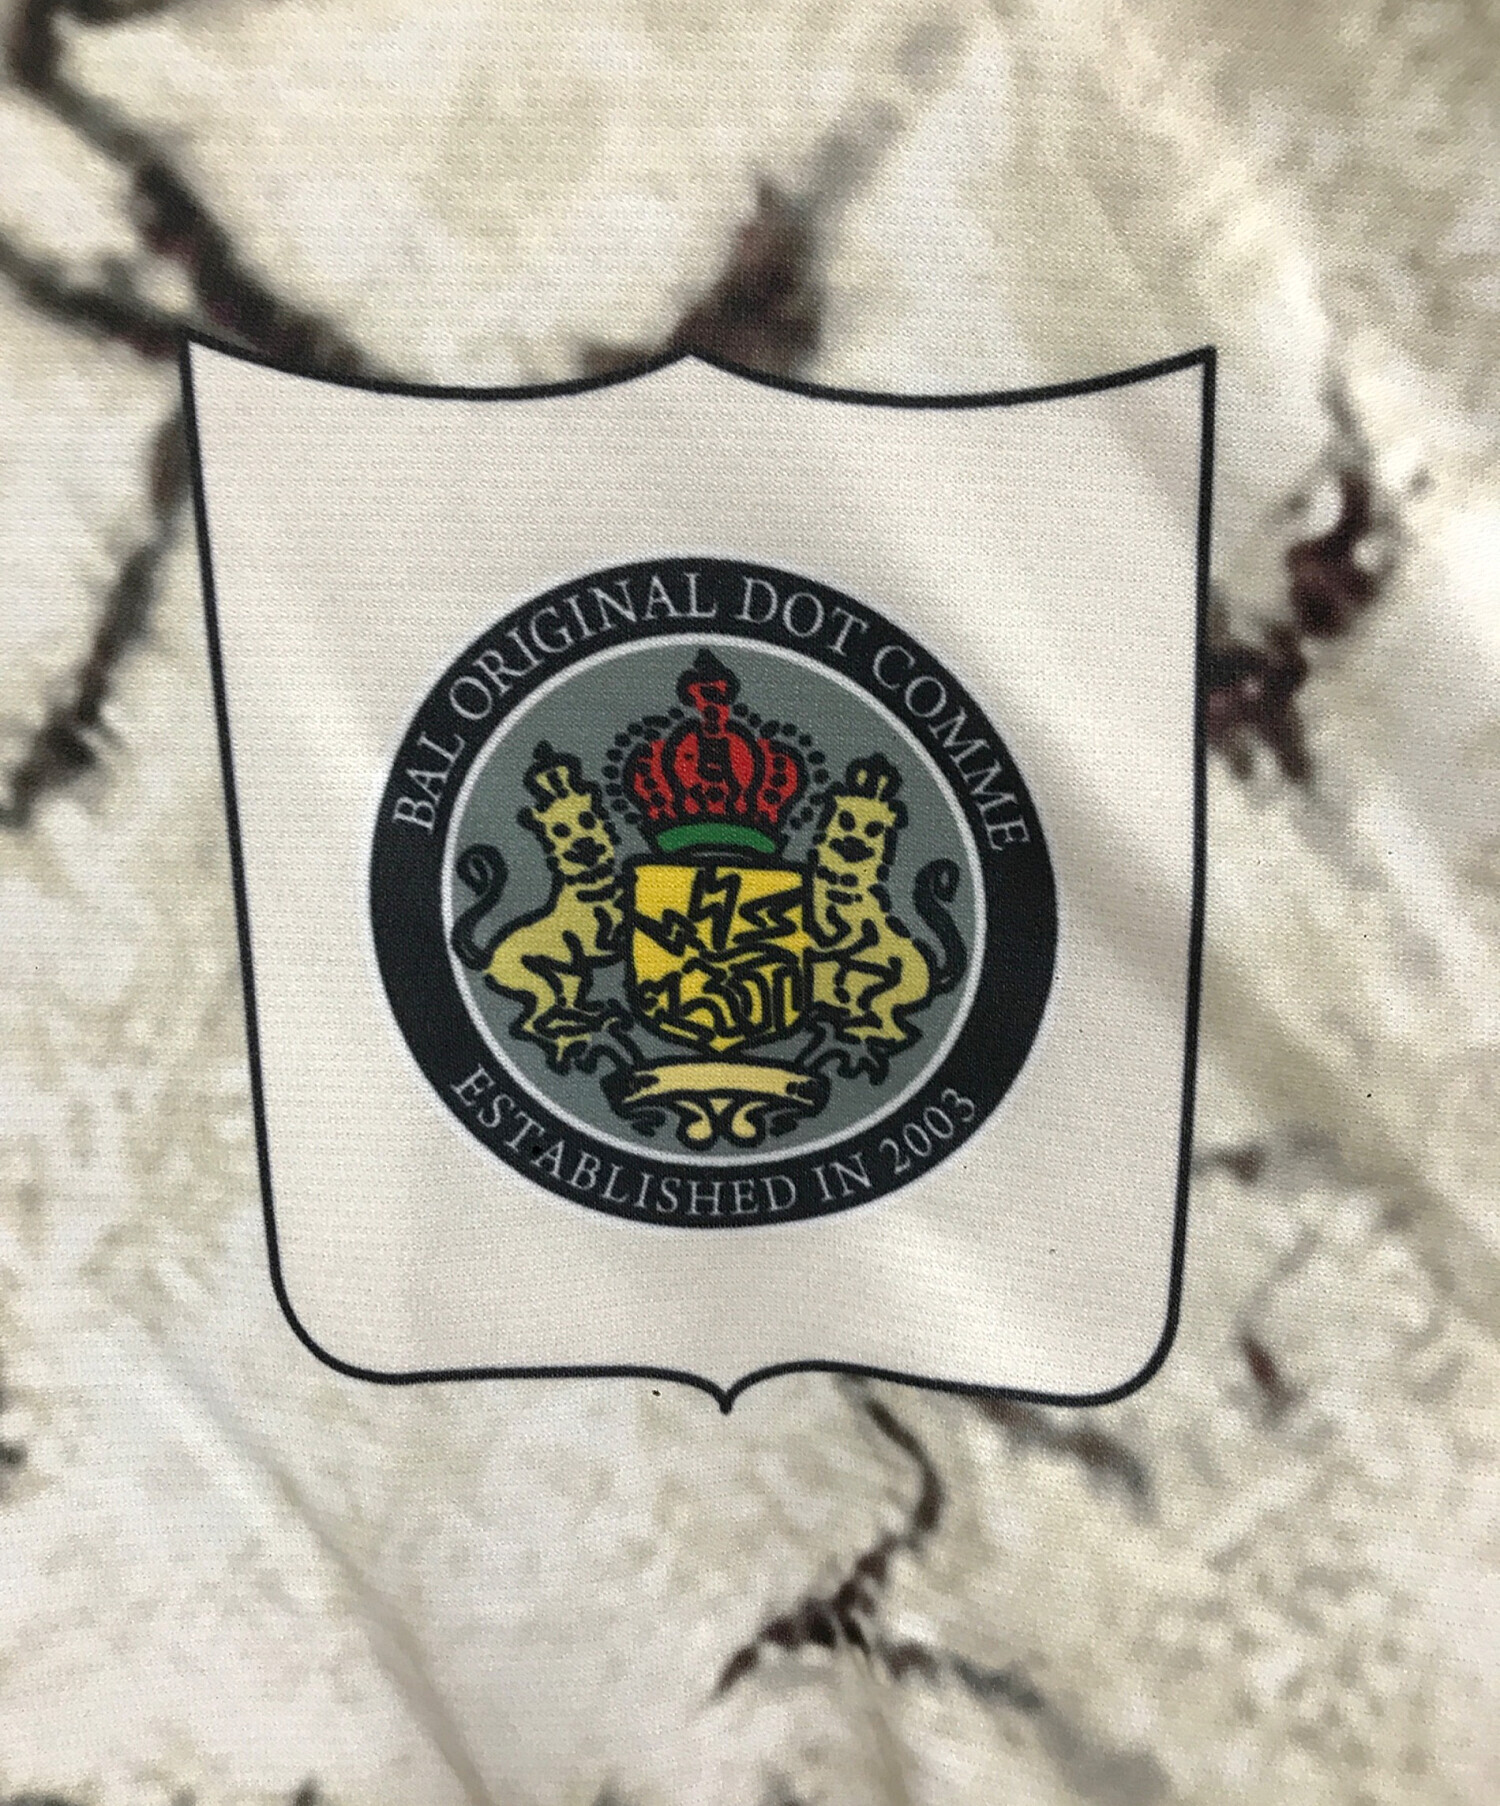 BAL ORIGINAL DOT COMME
ESTABLISHED IN 2003